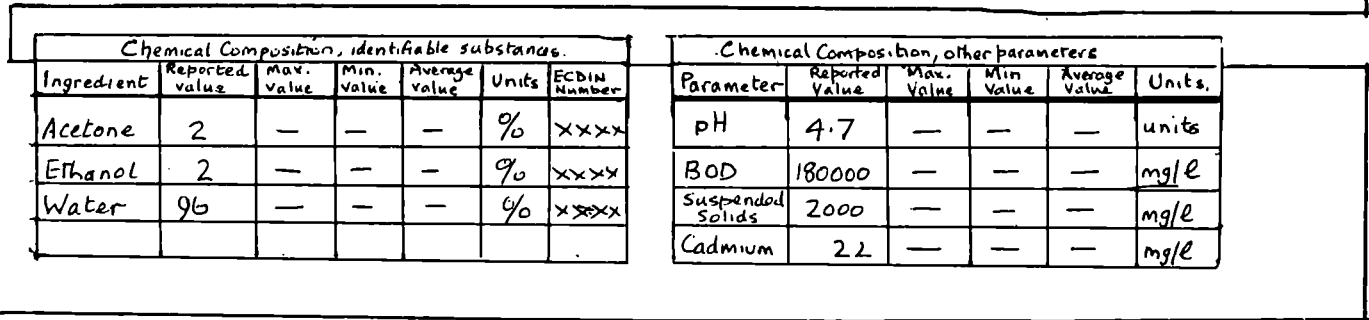 Chemical Composition, identifiable substances.
Ingredient Reported value Max. value Min. value Average value Units ECDIN Number
Acetone 2 — — — % xxxx
Ethanol 2 — — — % xxxx
Water 96 — — — % xxxx
Chemical Composition, other parameters
Parameter Reported Value Max. Value Min Value Average Value Units.
pH 4.7 — — — units
BOD 180000 — — — mg/l
Suspended Solids 2000 — — — mg/l
Cadmium 22 — — — mg/l